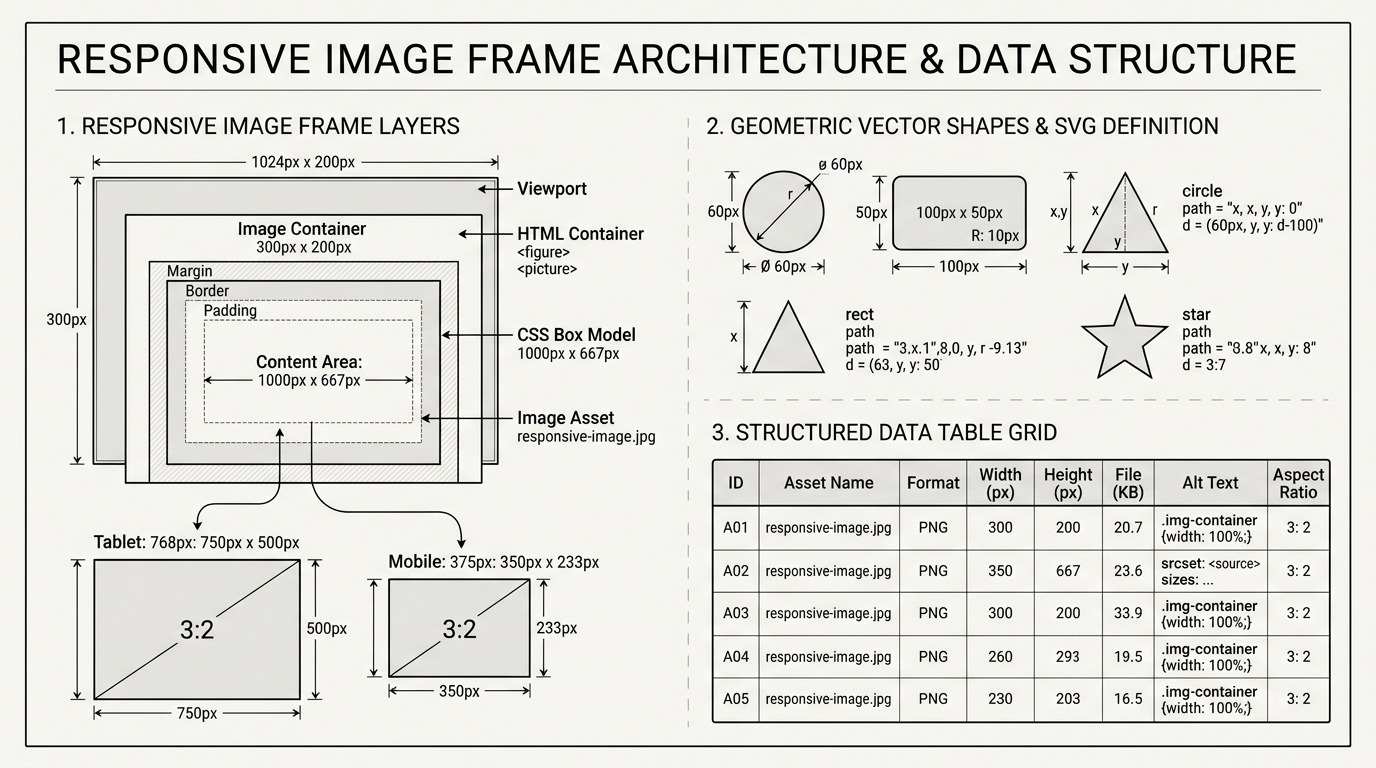 RESPONSIVE IMAGE FRAME ARCHITECTURE & DATA STRUCTURE
1. RESPONSIVE IMAGE FRAME LAYERS
1024px x 200px
Viewport
Image Container
300px x 200px
HTML Container
<figure>
<picture>
Margin
Border
Padding
300px
CSS Box Model
1000px x 667px
Content Area:
1000px x 667px
Image Asset
responsive-image.jpg
Tablet: 768px: 750px x 500px
3:2
500px
750px
Mobile: 375px: 350px x 233px
3:2
233px
350px
2. GEOMETRIC VECTOR SHAPES & SVG DEFINITION
ø 60px
r
60px
Ø 60px
50px
100px x 50px
R: 10px
100px
x,y
x
r
y
y
circle
path = "x, x, y, y: 0"
d = (60px, y, y: d-100)"
x
rect
path
path = "3.x.1",8,0, y, r -9.13"
d = (63, y, y: 50
star
path
path = "8.8"x, x, y: 8"
d = 3:7
3. STRUCTURED DATA TABLE GRID
ID Asset Name Format Width (px) Height (px) File (KB) Alt Text Aspect Ratio
A01 responsive-image.jpg PNG 300 200 20.7 .img-container {width: 100%;} 3: 2
A02 responsive-image.jpg PNG 350 667 23.6 srcset: <source> sizes: ... 3: 2
A03 responsive-image.jpg PNG 300 200 33.9 .img-container {width: 100%;} 3: 2
A04 responsive-image.jpg PNG 260 293 19.5 .img-container {width: 100%;} 3: 2
A05 responsive-image.jpg PNG 230 203 16.5 .img-container {width: 100%;} 3: 2